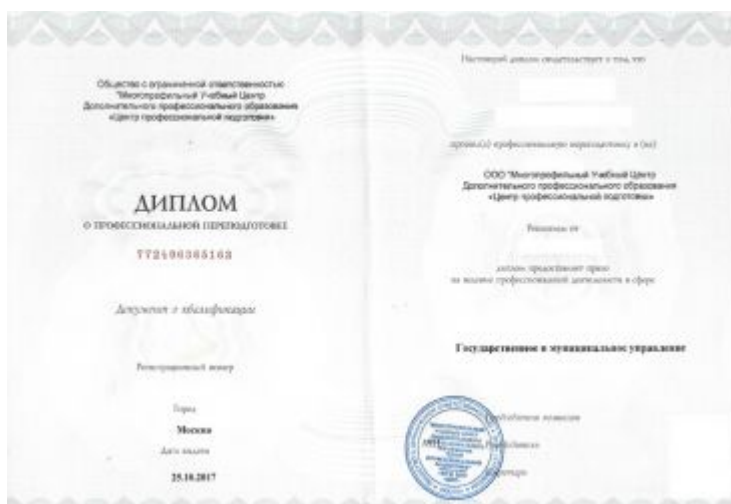 Общество с ограниченной ответственностью
"Многопрофильный Учебный Центр
Дополнительного профессионального образования
«Центр профессиональной подготовки»
ДИПЛОМ
О ПРОФЕССИОНАЛЬНОЙ ПЕРЕПОДГОТОВКЕ
Документ о квалификации
Регистрационный номер
Город
Москва
Дата выдачи
25.10.2017
Настоящий диплом свидетельствует о том, что
прошел(а) профессиональную переподготовку в (на)
ООО "Многопрофильный Учебный Центр
Дополнительного профессионального образования
«Центр профессиональной подготовки»
Решением от
диплом предоставляет право
на ведение профессиональной деятельности в сфере
Государственное и муниципальное управление
Председатель комиссии
Руководитель
Секретарь